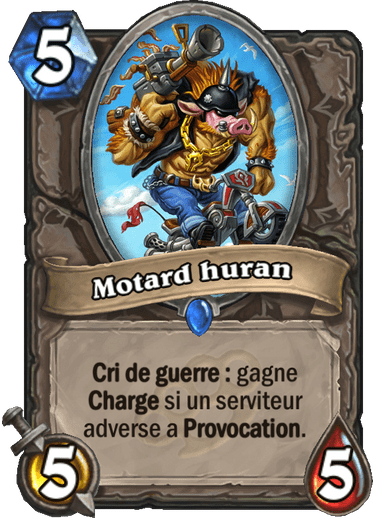 5
Motard huran
Cri de guerre : gagne
Charge si un serviteur
adverse a Provocation.
5 5